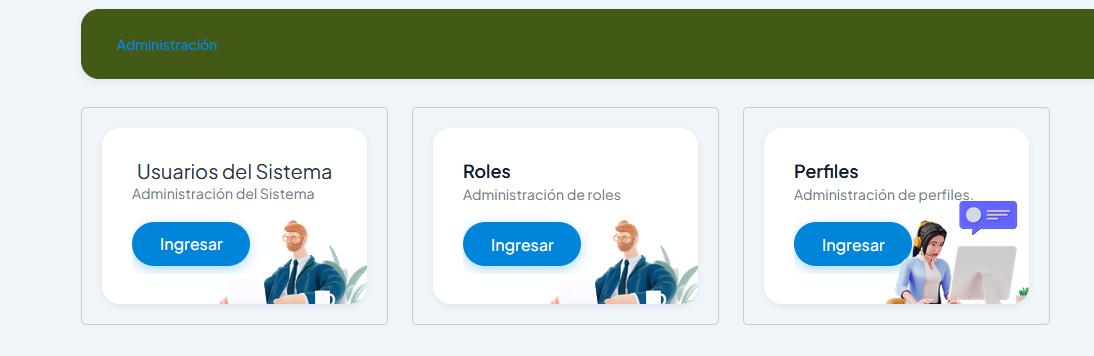 Administración
Usuarios del Sistema
Administración del Sistema
Ingresar
Roles
Administración de roles
Ingresar
Perfiles
Administración de perfiles.
Ingresar